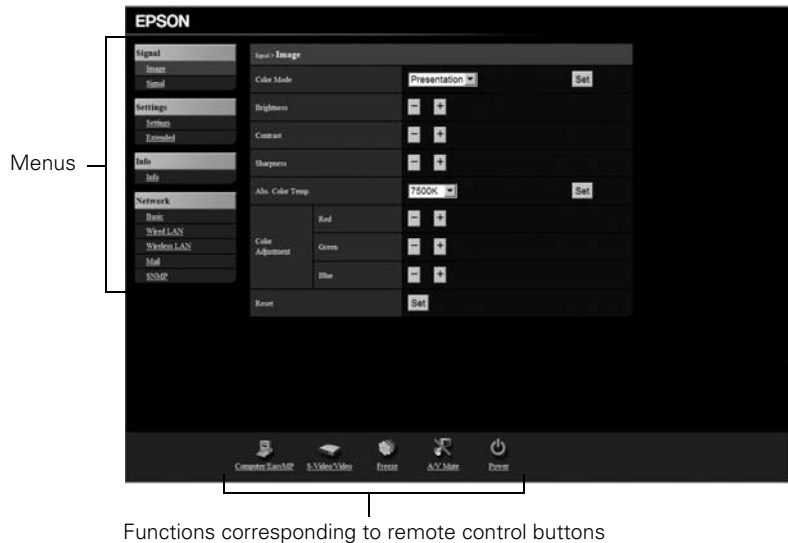 EPSON
Signal
Image
Signal
Settings
Settings
Extended
Info
Info
Network
Basic
Wired LAN
Wireless LAN
Mail
SNMP
Menus
Signal > Image
Color Mode Presentation Set
Brightness - +
Contrast - +
Sharpness - +
Abs. Color Temp. 7500K Set
Color Adjustment
Red - +
Green - +
Blue - +
Reset Set
Computer/EasyMP S-Video/Video Freeze A/V Mute Power
Functions corresponding to remote control buttons